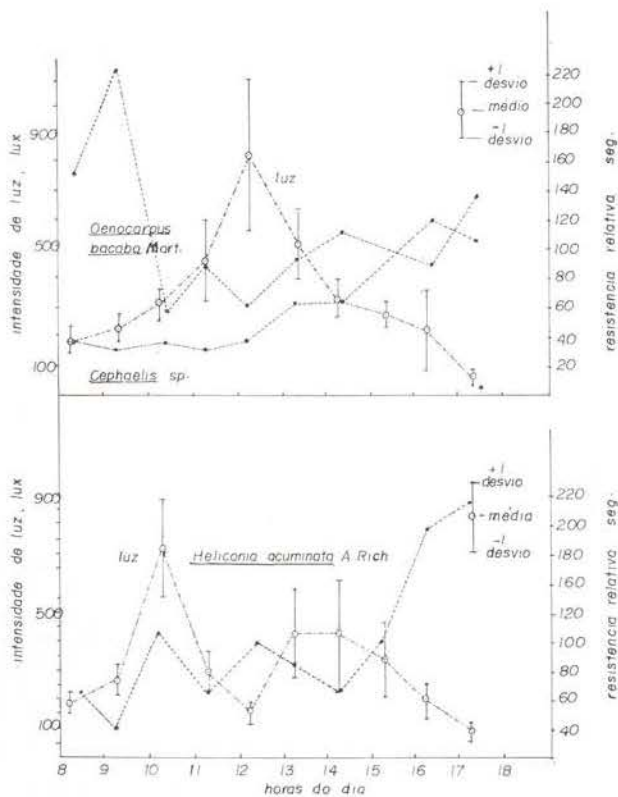 intensidade de luz, lux
900
500
100
+1
desvio
médio
-1
desvio
luz
Oenocarpus
bacaba Mart.
Cephaelis sp.
220
200
180
160
140
120
100
80
60
40
20
resistencia relativa seg.
intensidade de luz, lux
900
500
100
luz
Heliconia acuminata A Rich
+1
desvio
média
-1
desvio
220
200
180
160
140
120
100
80
60
40
resistencia relativa seg.
8 9 10 11 12 13 14 15 16 17 18
horas do dia